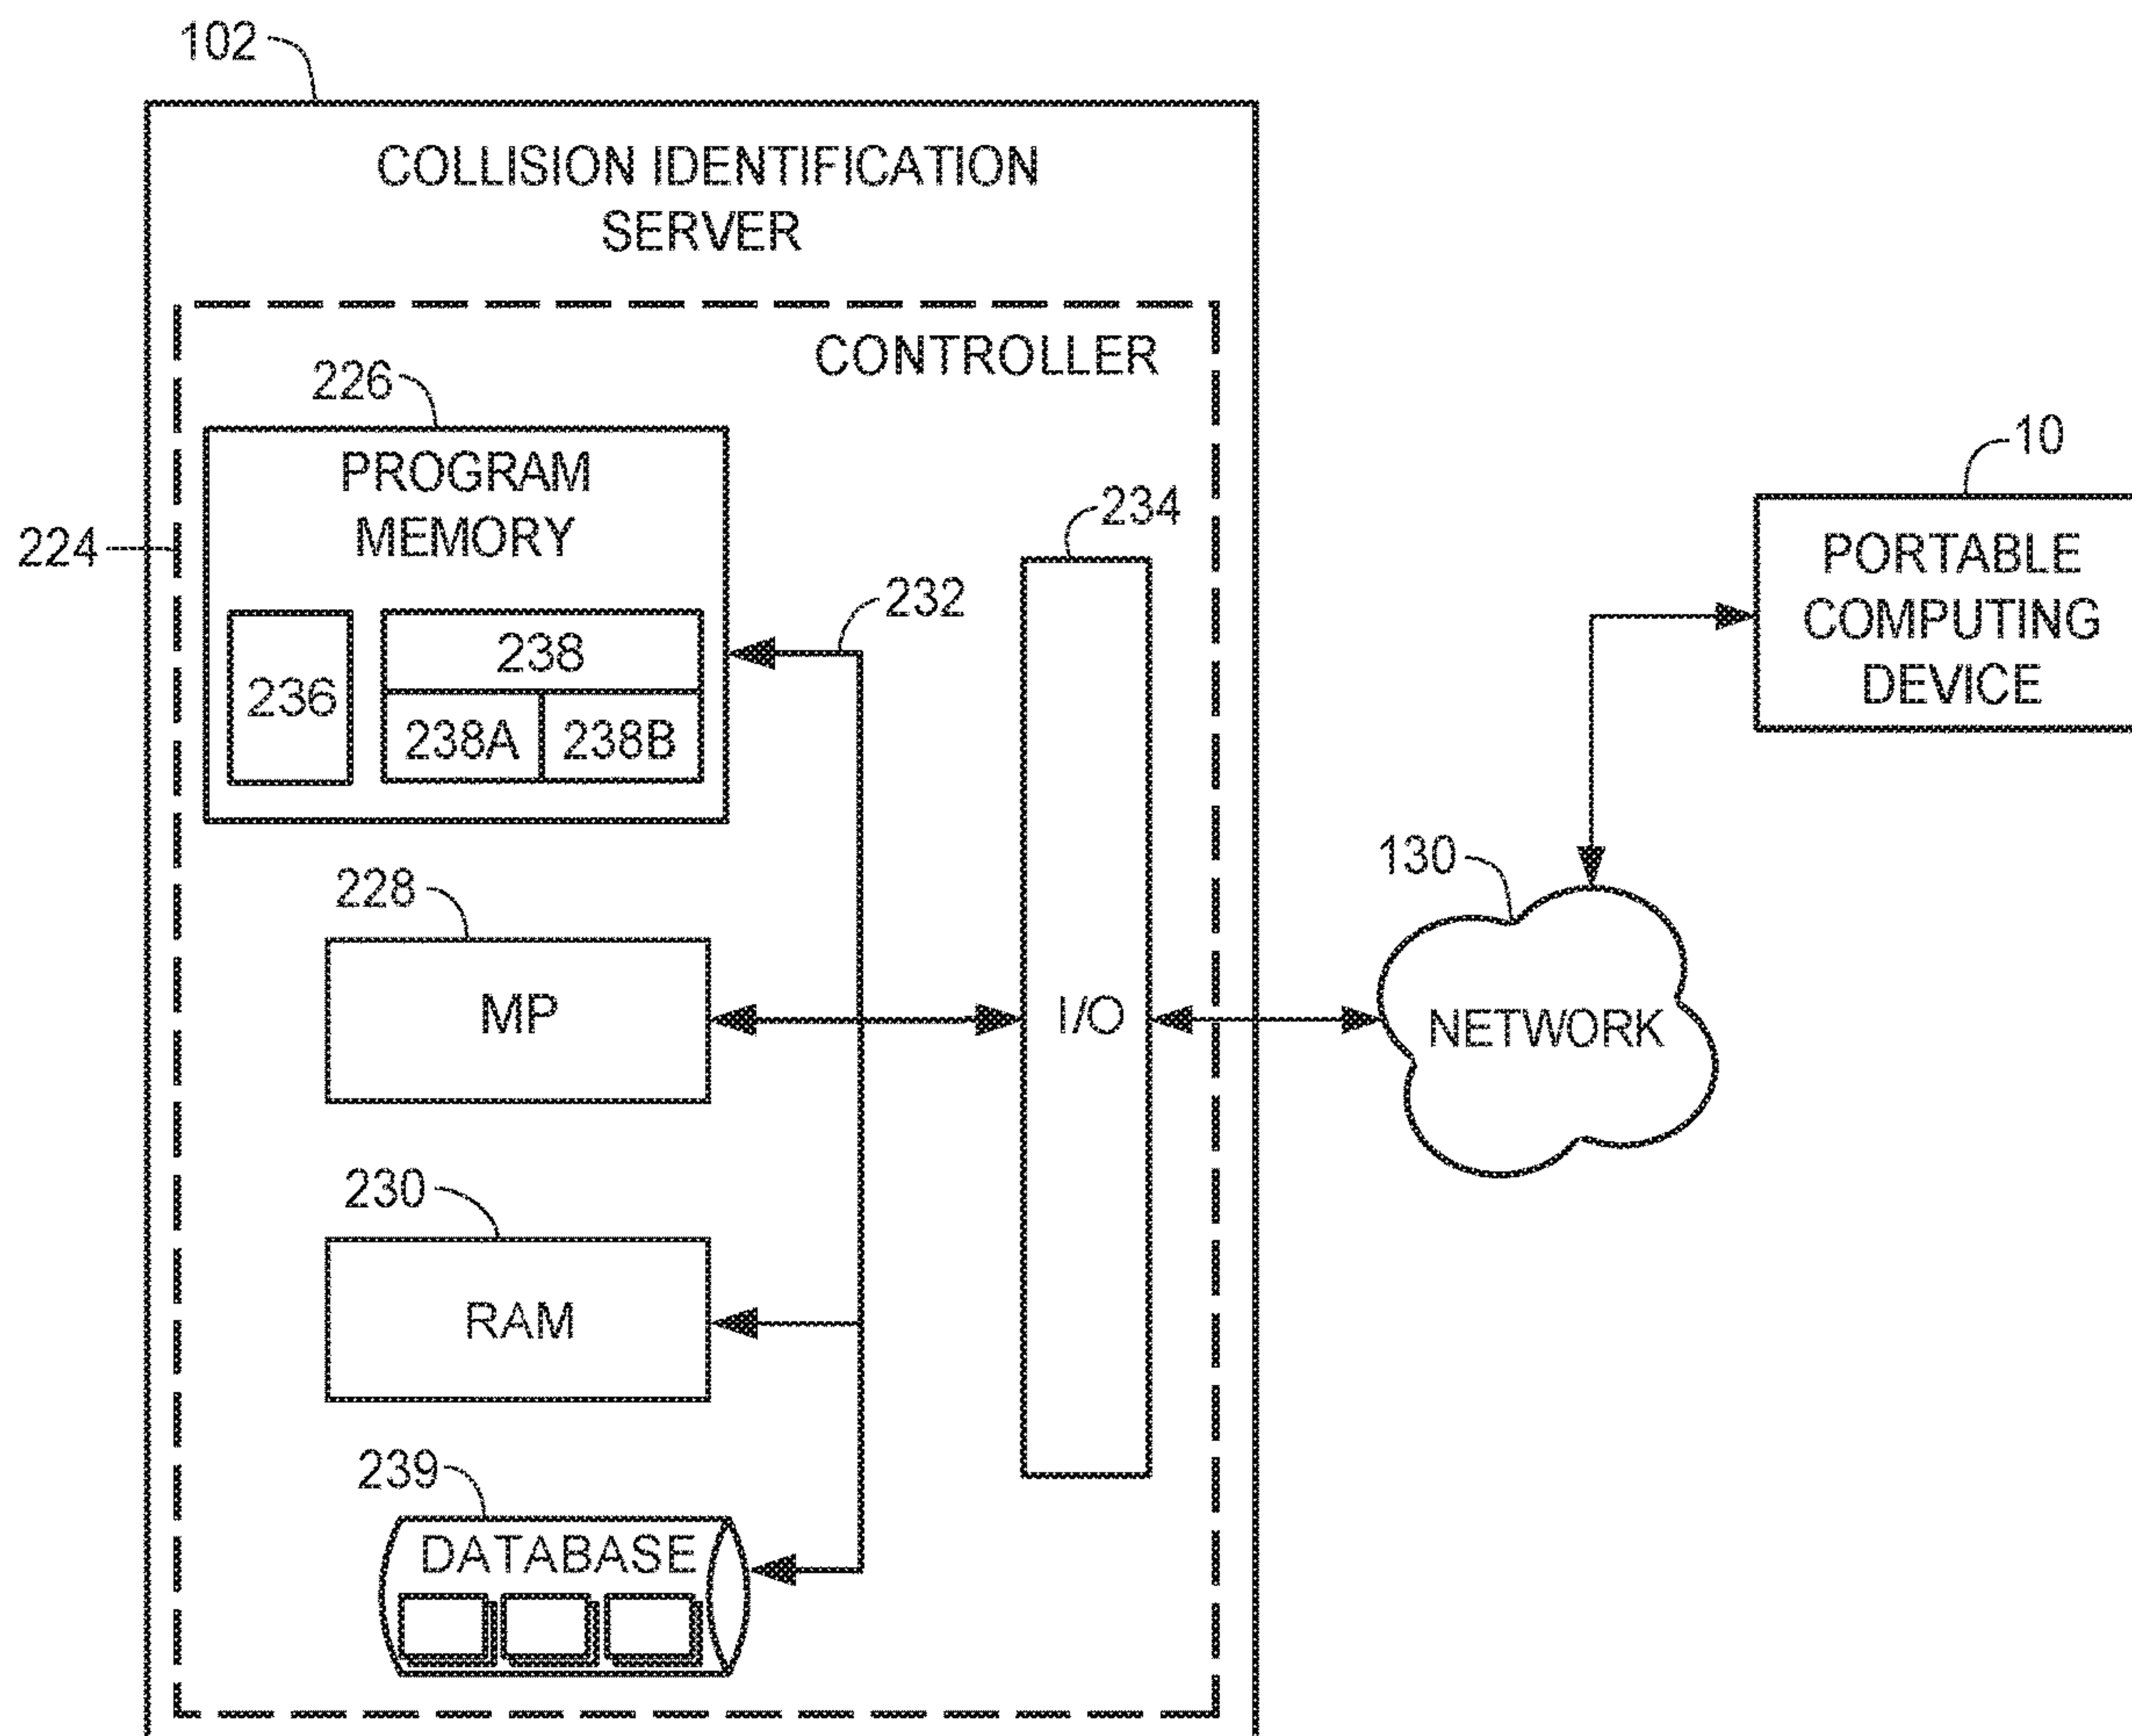 102
COLLISION IDENTIFICATION
SERVER
CONTROLLER
226
PROGRAM
MEMORY
224
234
232
236
238
238A
238B
10
PORTABLE
COMPUTING
DEVICE
228
MP
I/O
130
NETWORK
230
RAM
239
DATABASE